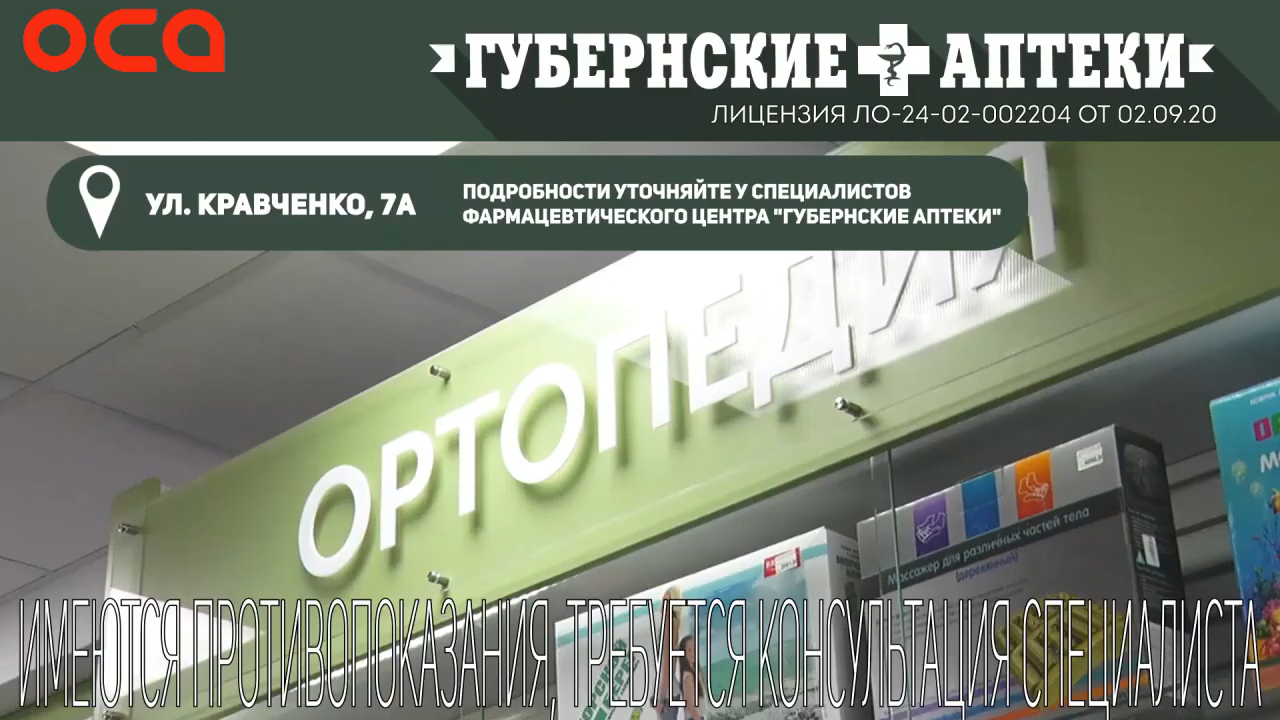 оса
ГУБЕРНСКИЕ АПТЕКИ
ЛИЦЕНЗИЯ ЛО-24-02-002204 ОТ 02.09.20
УЛ. КРАВЧЕНКО, 7А
ПОДРОБНОСТИ УТОЧНЯЙТЕ У СПЕЦИАЛИСТОВ
ФАРМАЦЕВТИЧЕСКОГО ЦЕНТРА "ГУБЕРНСКИЕ АПТЕКИ"
ОРТОПЕДИЯ
Массажер для различных частей тела
(деревянный)
ИМЕЮТСЯ ПРОТИВОПОКАЗАНИЯ, ТРЕБУЕТСЯ КОНСУЛЬТАЦИЯ СПЕЦИАЛИСТА